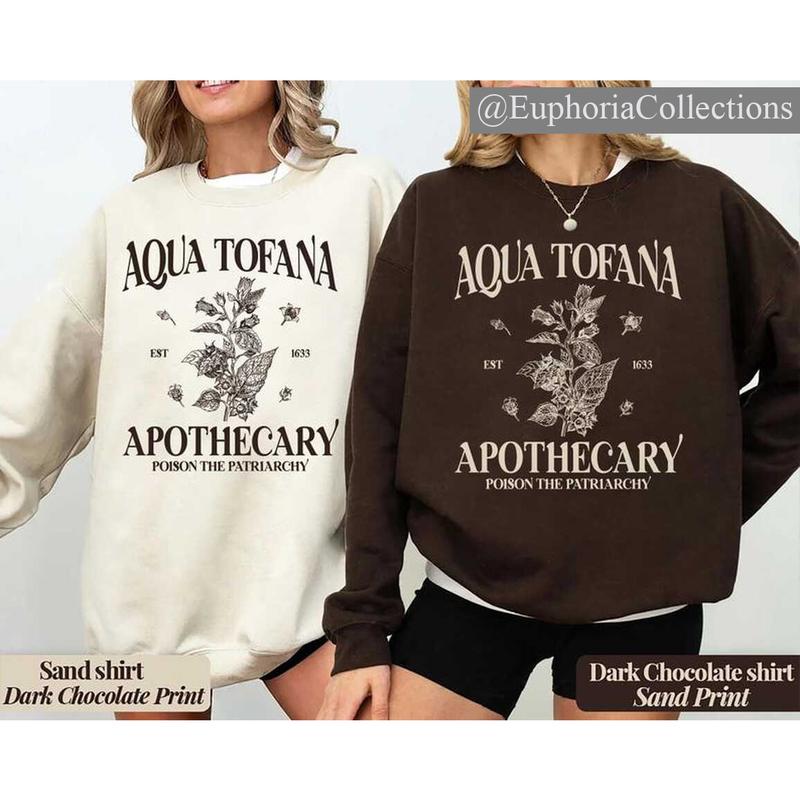 @EuphoriaCollections
AQUA TOFANA
EST 1633
APOTHECARY
POISON THE PATRIARCHY
AQUA TOFANA
EST 1633
APOTHECARY
POISON THE PATRIARCHY
Sand shirt
Dark Chocolate Print
Dark Chocolate shirt
Sand Print